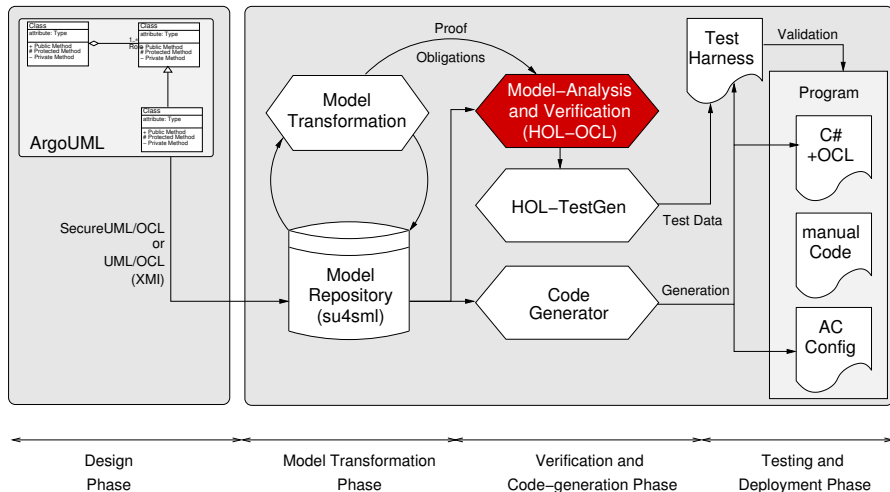 Class
attribute: Type
+ Public Method
# Protected Method
– Private Method
1..*
Role
Class
attribute: Type
+ Public Method
# Protected Method
– Private Method
Class
attribute: Type
+ Public Method
# Protected Method
– Private Method
ArgoUML
SecureUML/OCL
or
UML/OCL
(XMI)
Proof
Obligations
Model
Transformation
Model
Repository
(su4sml)
Model–Analysis
and Verification
(HOL–OCL)
HOL–TestGen
Test Data
Code
Generator
Generation
Test
Harness
Validation
Program
C#
+OCL
manual
Code
AC
Config
Design
Phase
Model Transformation
Phase
Verification and
Code–generation Phase
Testing and
Deployment Phase